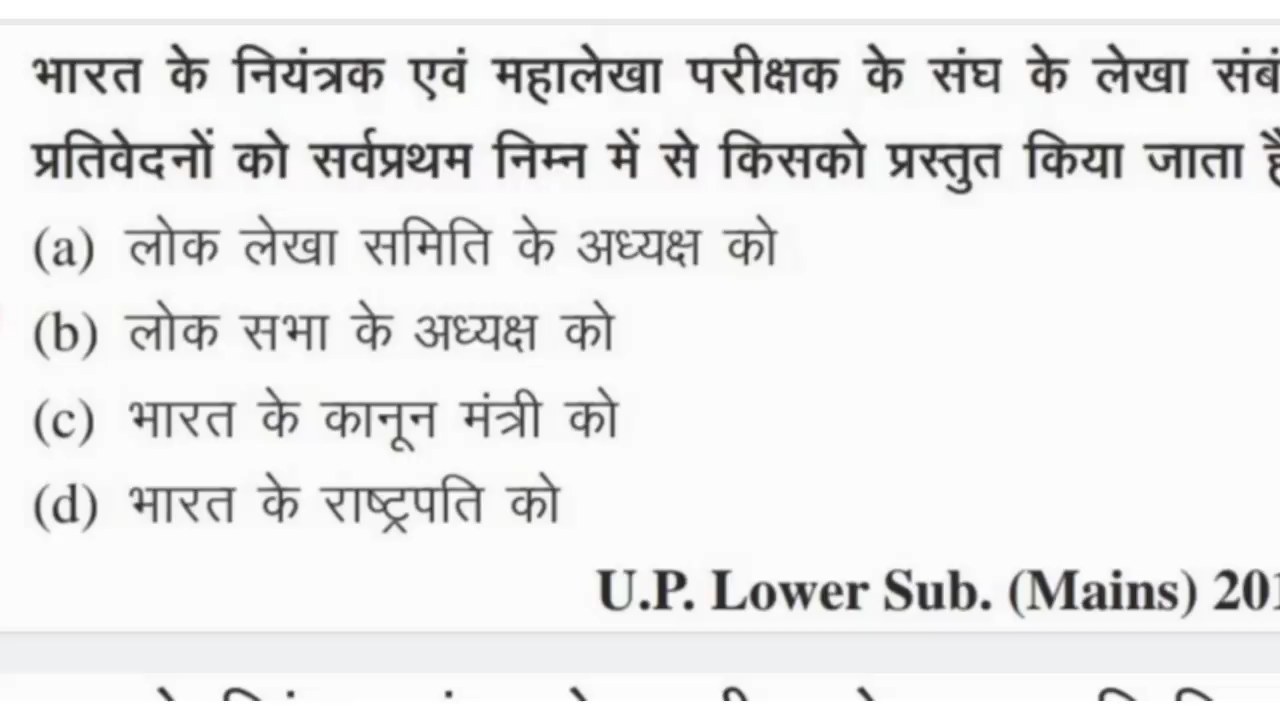 भारत के नियंत्रक एवं महालेखा परीक्षक के संघ के लेखा
प्रतिवेदनों को सर्वप्रथम निम्न में से किसको प्रस्तुत किया जाता
(a) लोक लेखा समिति के अध्यक्ष को
(b) लोक सभा के अध्यक्ष को
(c) भारत के कानून मंत्री को
(d) भारत के राष्ट्रपति को
U.P. Lower Sub. (Mains)